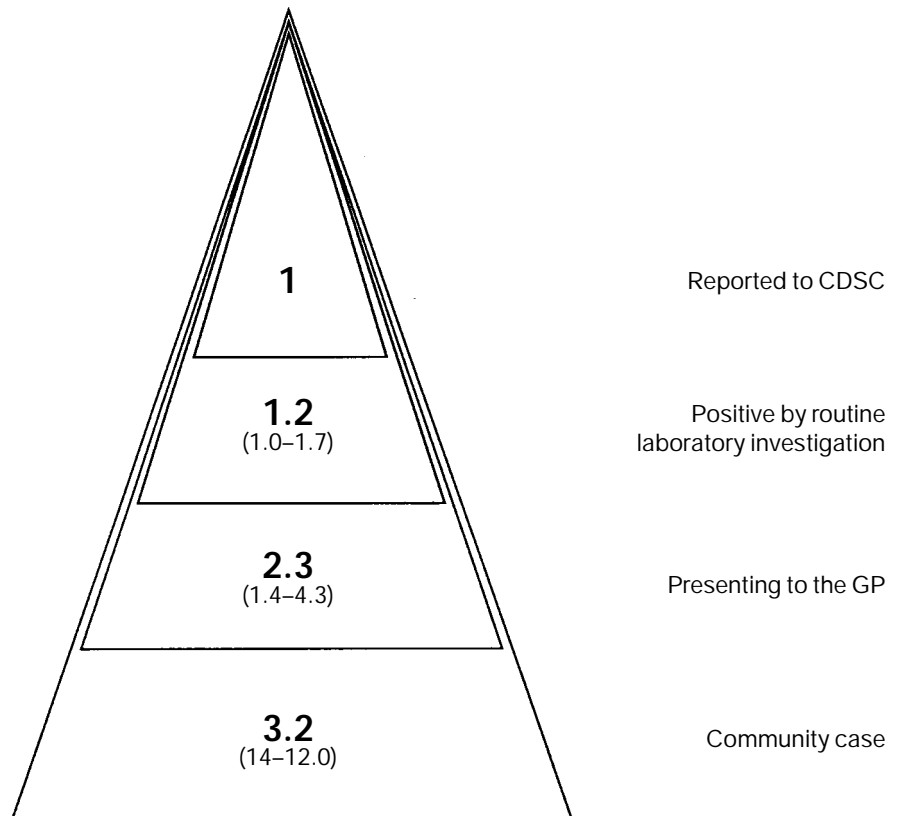 1
Reported to CDSC
1.2
(1.0–1.7)
Positive by routine
laboratory investigation
2.3
(1.4–4.3)
Presenting to the GP
3.2
(14–12.0)
Community case